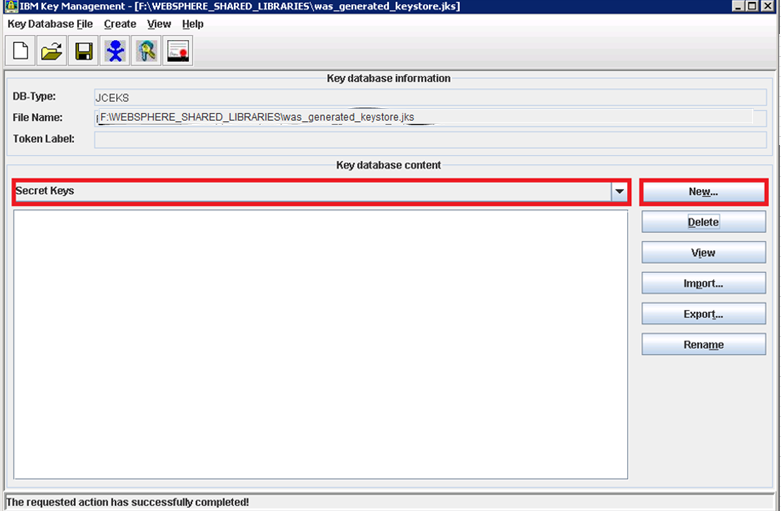 IBM Key Management - [F:\WEBSPHERE_SHARED_LIBRARIES\was_generated_keystore.jks]
Key Database File Create View Help
Key database information
DB-Type: JCEKS
File Name: F:\WEBSPHERE_SHARED_LIBRARIES\was_generated_keystore.jks
Token Label:
Key database content
Secret Keys New...
Delete
View
Import...
Export...
Rename
The requested action has successfully completed!